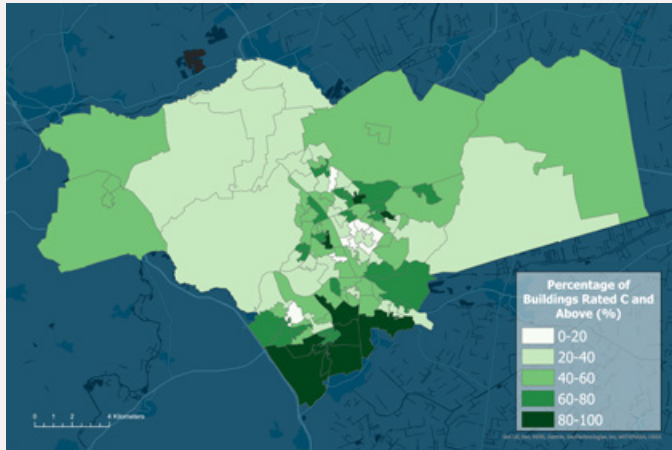 Percentage of
Buildings Rated C and
Above (%)
0-20
20-40
40-60
60-80
80-100
0 1 2 4 Kilometers